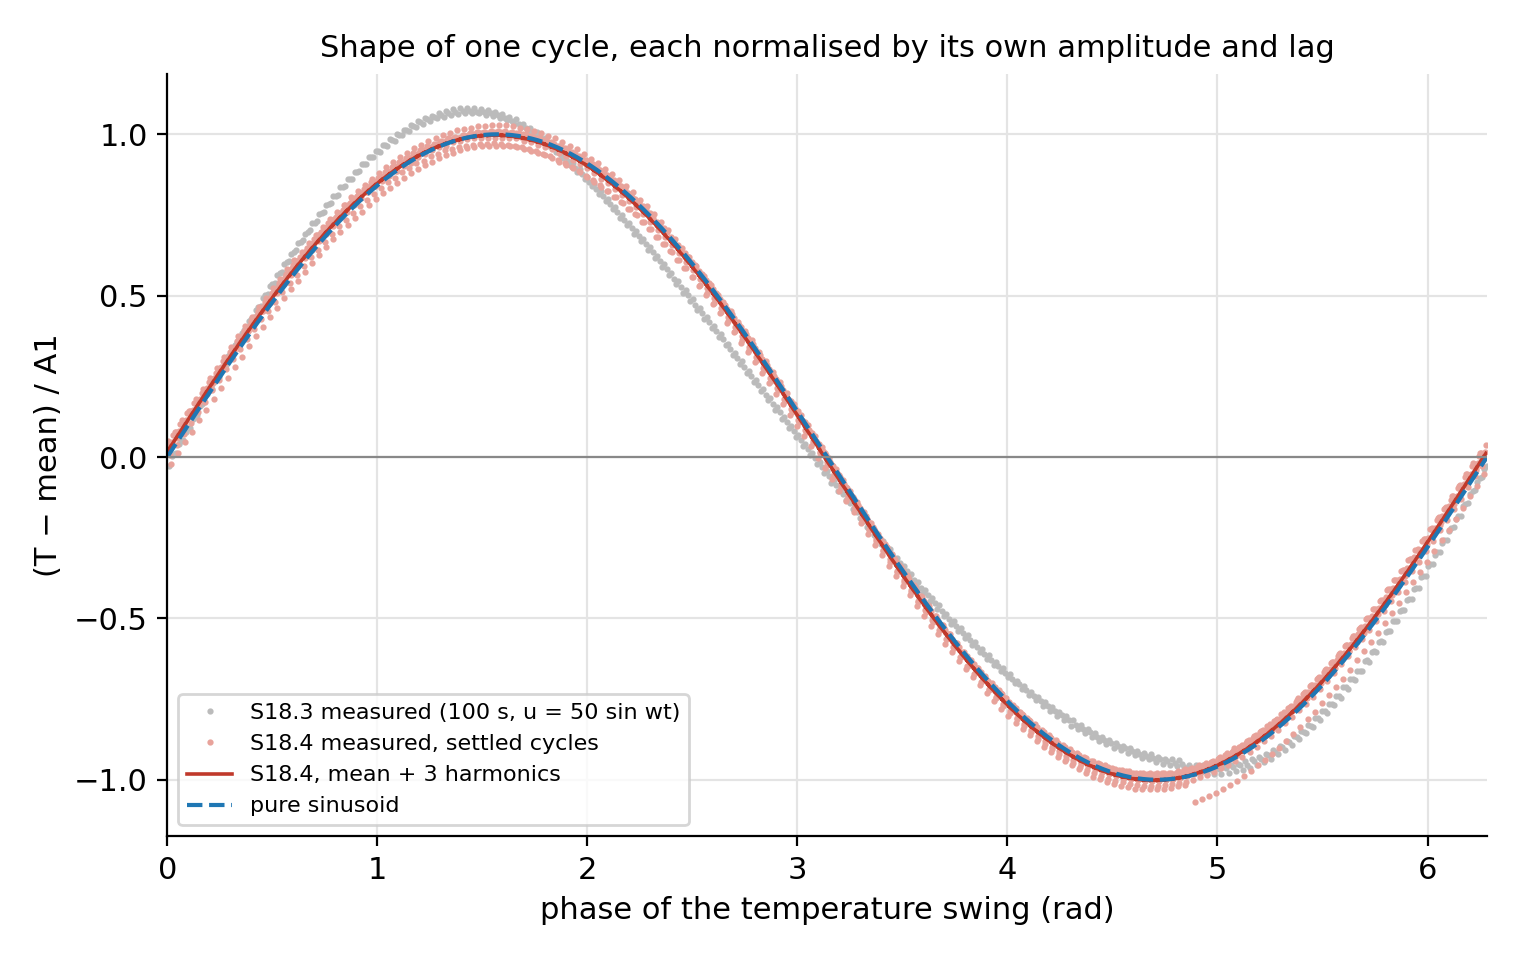 Shape of one cycle, each normalised by its own amplitude and lag
(T − mean) / A1
1.0
0.5
0.0
−0.5
−1.0
S18.3 measured (100 s, u = 50 sin wt)
S18.4 measured, settled cycles
S18.4, mean + 3 harmonics
pure sinusoid
0 1 2 3 4 5 6
phase of the temperature swing (rad)